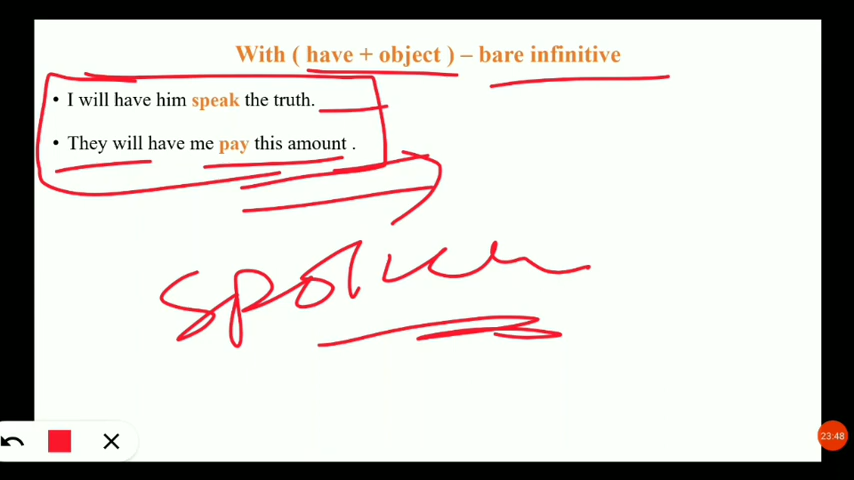 With ( have + object ) – bare infinitive
• I will have him speak the truth.
• They will have me pay this amount .
spoken
23:48